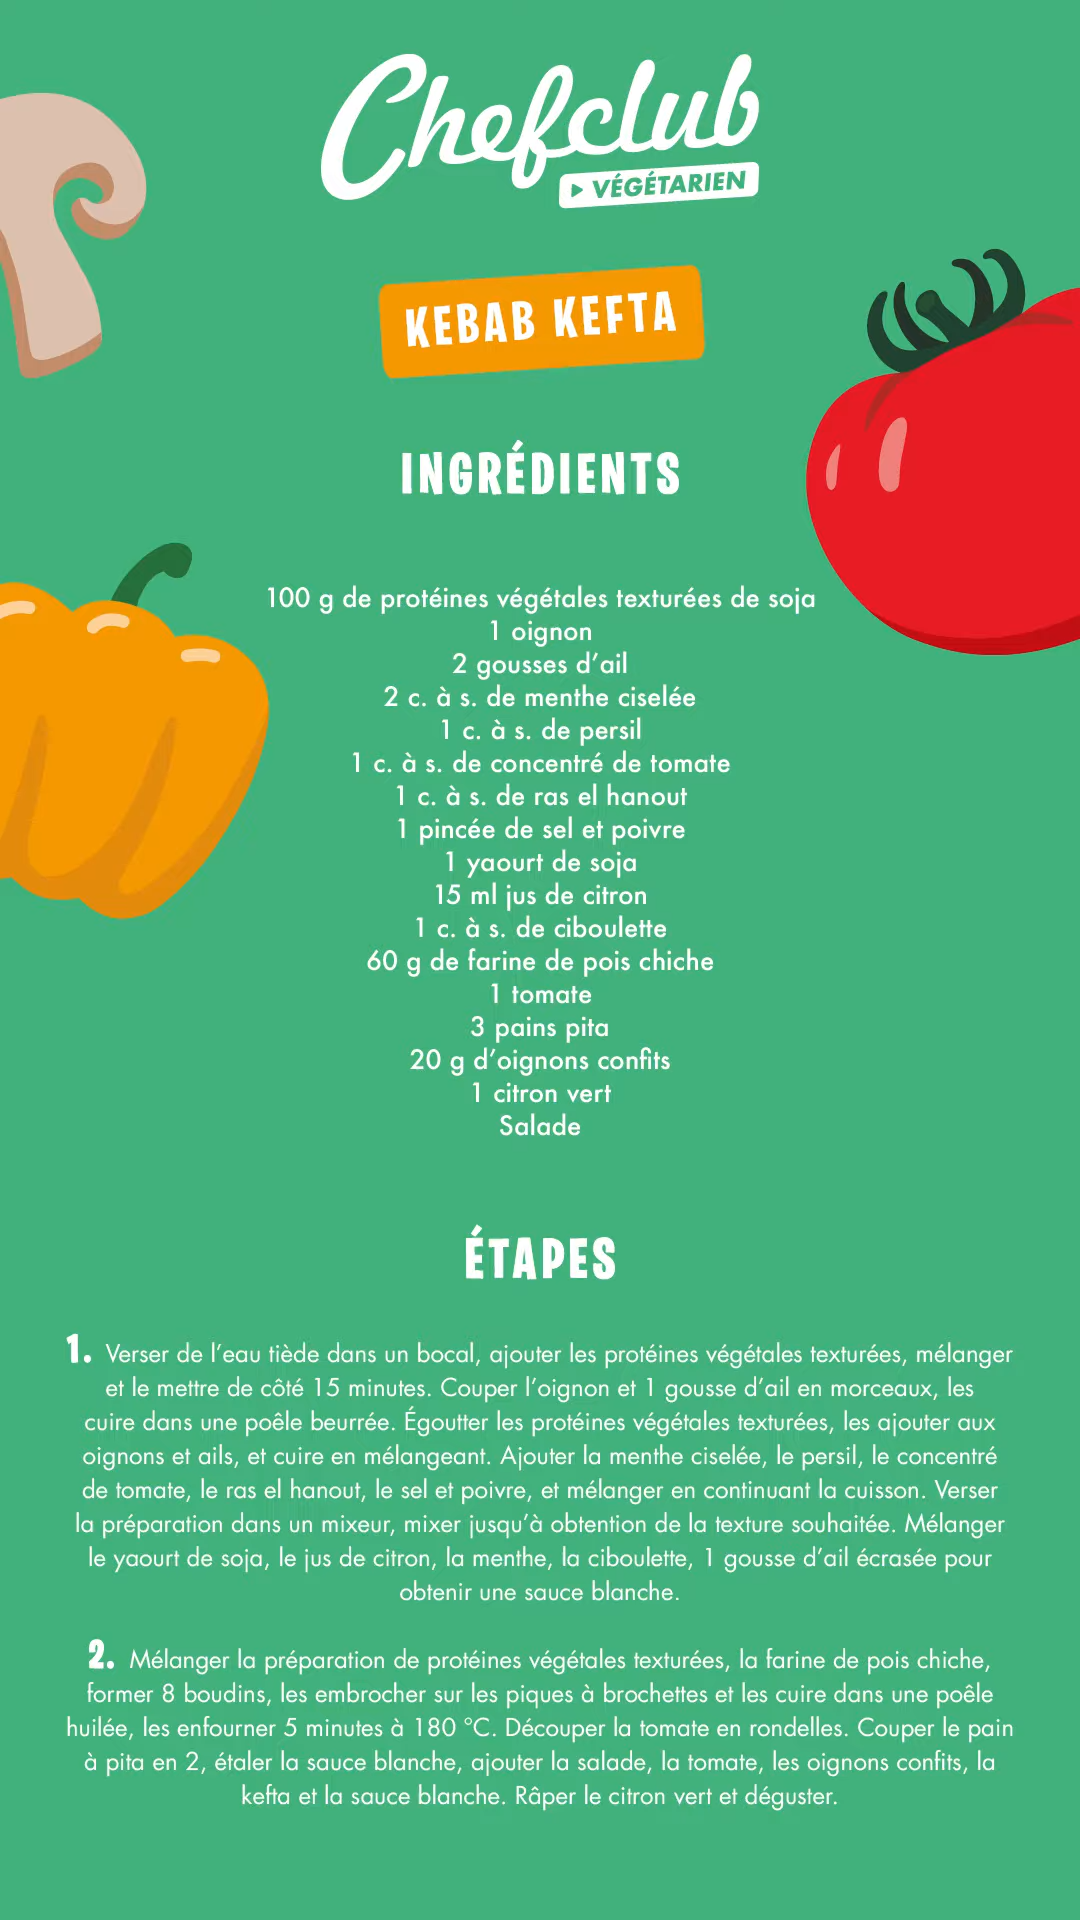 Chefclub
VÉGÉTARIEN
KEBAB KEFTA
INGRÉDIENTS
100 g de protéines végétales texturées de soja
1 oignon
2 gousses d’ail
2 c. à s. de menthe ciselée
1 c. à s. de persil
1 c. à s. de concentré de tomate
1 c. à s. de ras el hanout
1 pincée de sel et poivre
1 yaourt de soja
15 ml jus de citron
1 c. à s. de ciboulette
60 g de farine de pois chiche
1 tomate
3 pains pita
20 g d’oignons confits
1 citron vert
Salade
ÉTAPES
1. Verser de l’eau tiède dans un bocal, ajouter les protéines végétales texturées, mélanger
et le mettre de côté 15 minutes. Couper l’oignon et 1 gousse d’ail en morceaux, les
cuire dans une poêle beurrée. Égoutter les protéines végétales texturées, les ajouter aux
oignons et ails, et cuire en mélangeant. Ajouter la menthe ciselée, le persil, le concentré
de tomate, le ras el hanout, le sel et poivre, et mélanger en continuant la cuisson. Verser
la préparation dans un mixeur, mixer jusqu’à obtention de la texture souhaitée. Mélanger
le yaourt de soja, le jus de citron, la menthe, la ciboulette, 1 gousse d’ail écrasée pour
obtenir une sauce blanche.
2. Mélanger la préparation de protéines végétales texturées, la farine de pois chiche,
former 8 boudins, les embrocher sur les piques à brochettes et les cuire dans une poêle
huilée, les enfourner 5 minutes à 180 °C. Découper la tomate en rondelles. Couper le pain
à pita en 2, étaler la sauce blanche, ajouter la salade, la tomate, les oignons confits, la
kefta et la sauce blanche. Râper le citron vert et déguster.